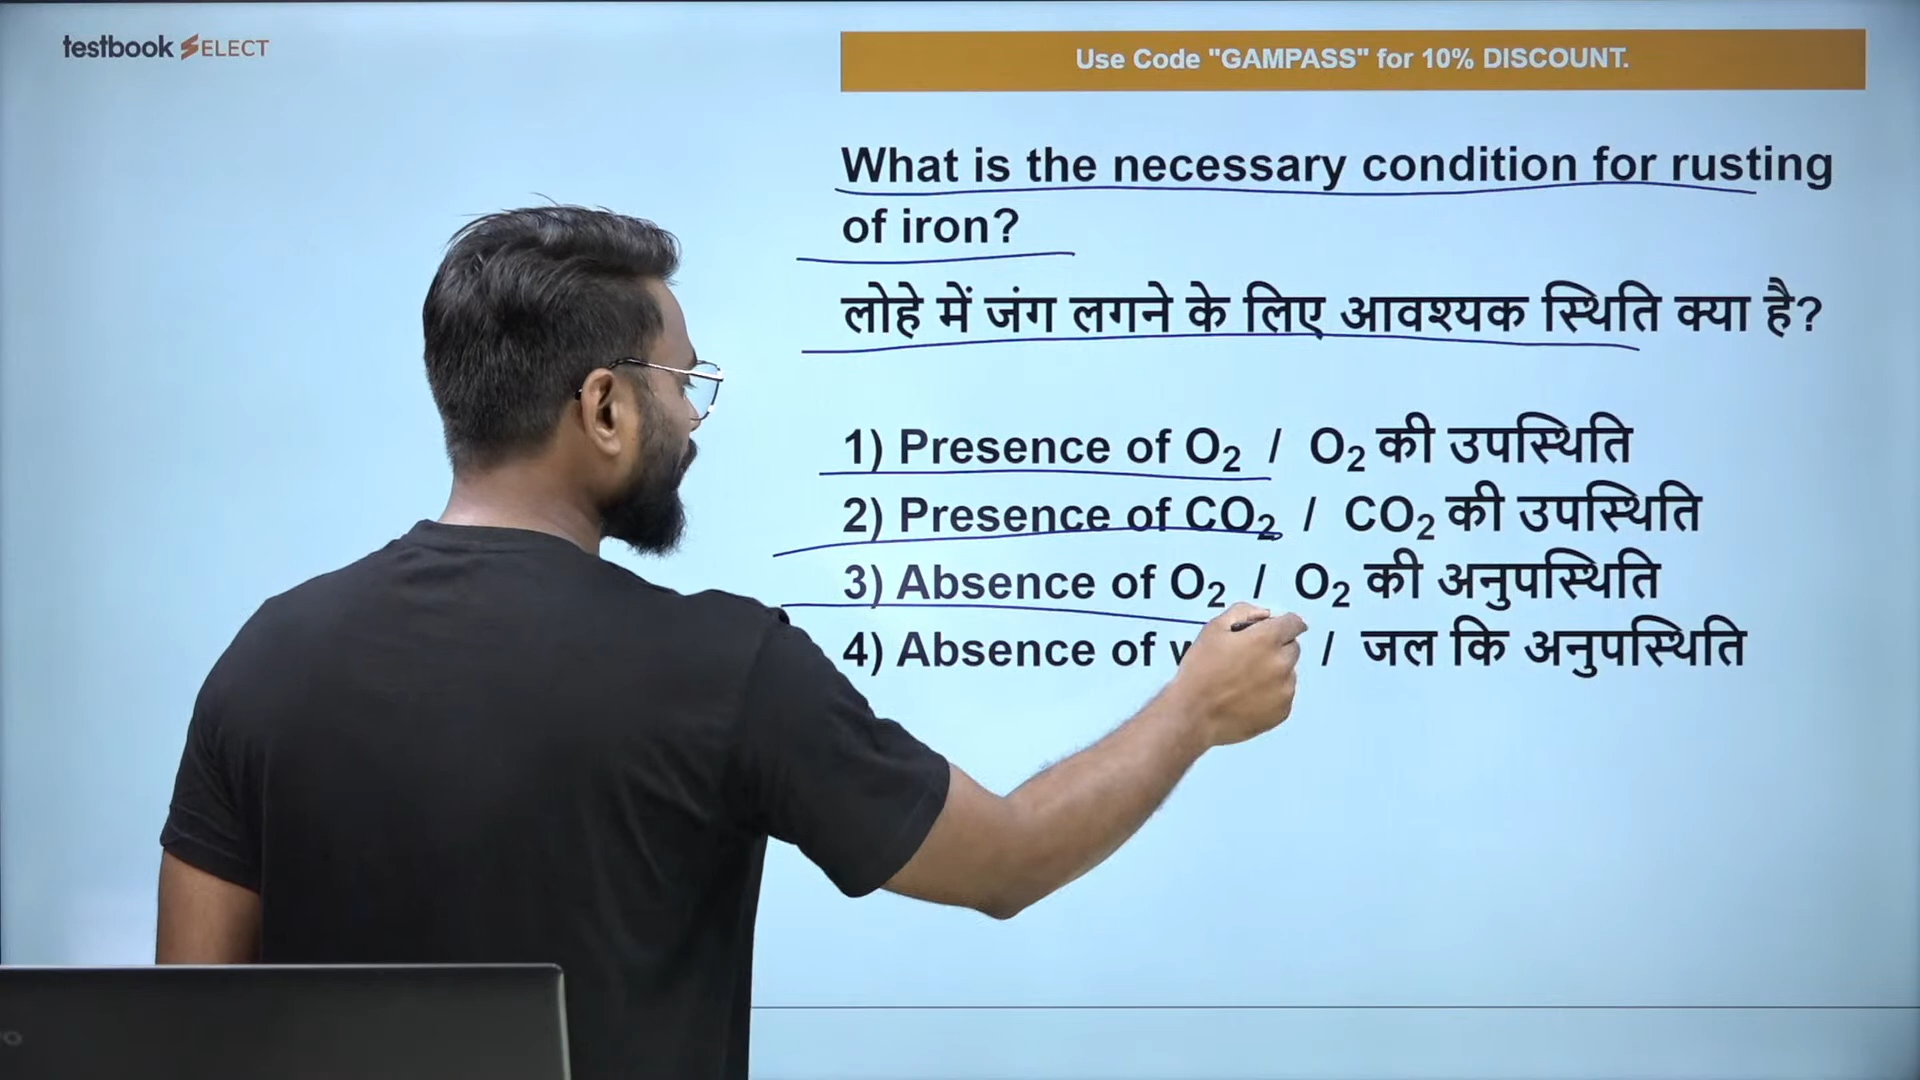 testbook SELECT
Use Code "GAMPASS" for 10% DISCOUNT.
What is the necessary condition for rusting
of iron?
लोहे में जंग लगने के लिए आवश्यक स्थिति क्या है?
1) Presence of O₂ / O₂ की उपस्थिति
2) Presence of CO₂ / CO₂ की उपस्थिति
3) Absence of O₂ / O₂ की अनुपस्थिति
4) Absence of / जल कि अनुपस्थिति